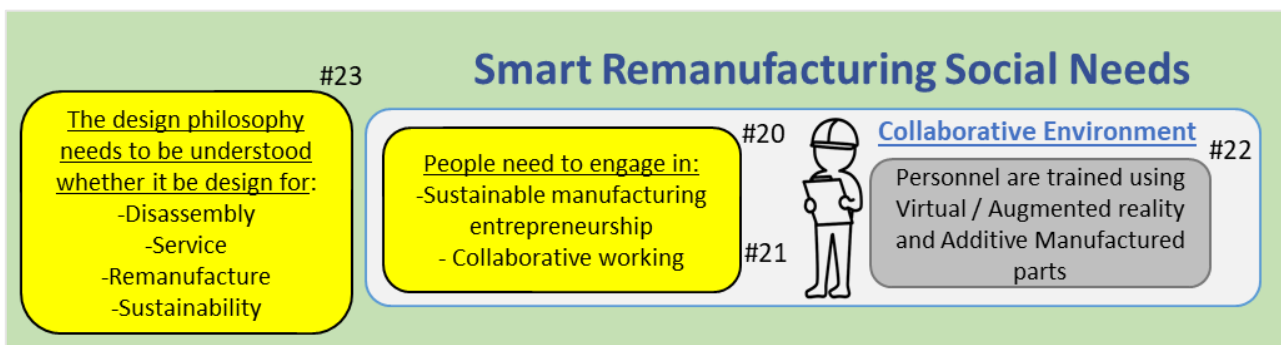 Smart Remanufacturing Social Needs
#23
The design philosophy
needs to be understood
whether it be design for:
-Disassembly
-Service
-Remanufacture
-Sustainability
#20
People need to engage in:
-Sustainable manufacturing
entrepreneurship
- Collaborative working
#21
Collaborative Environment
#22
Personnel are trained using
Virtual / Augmented reality
and Additive Manufactured
parts